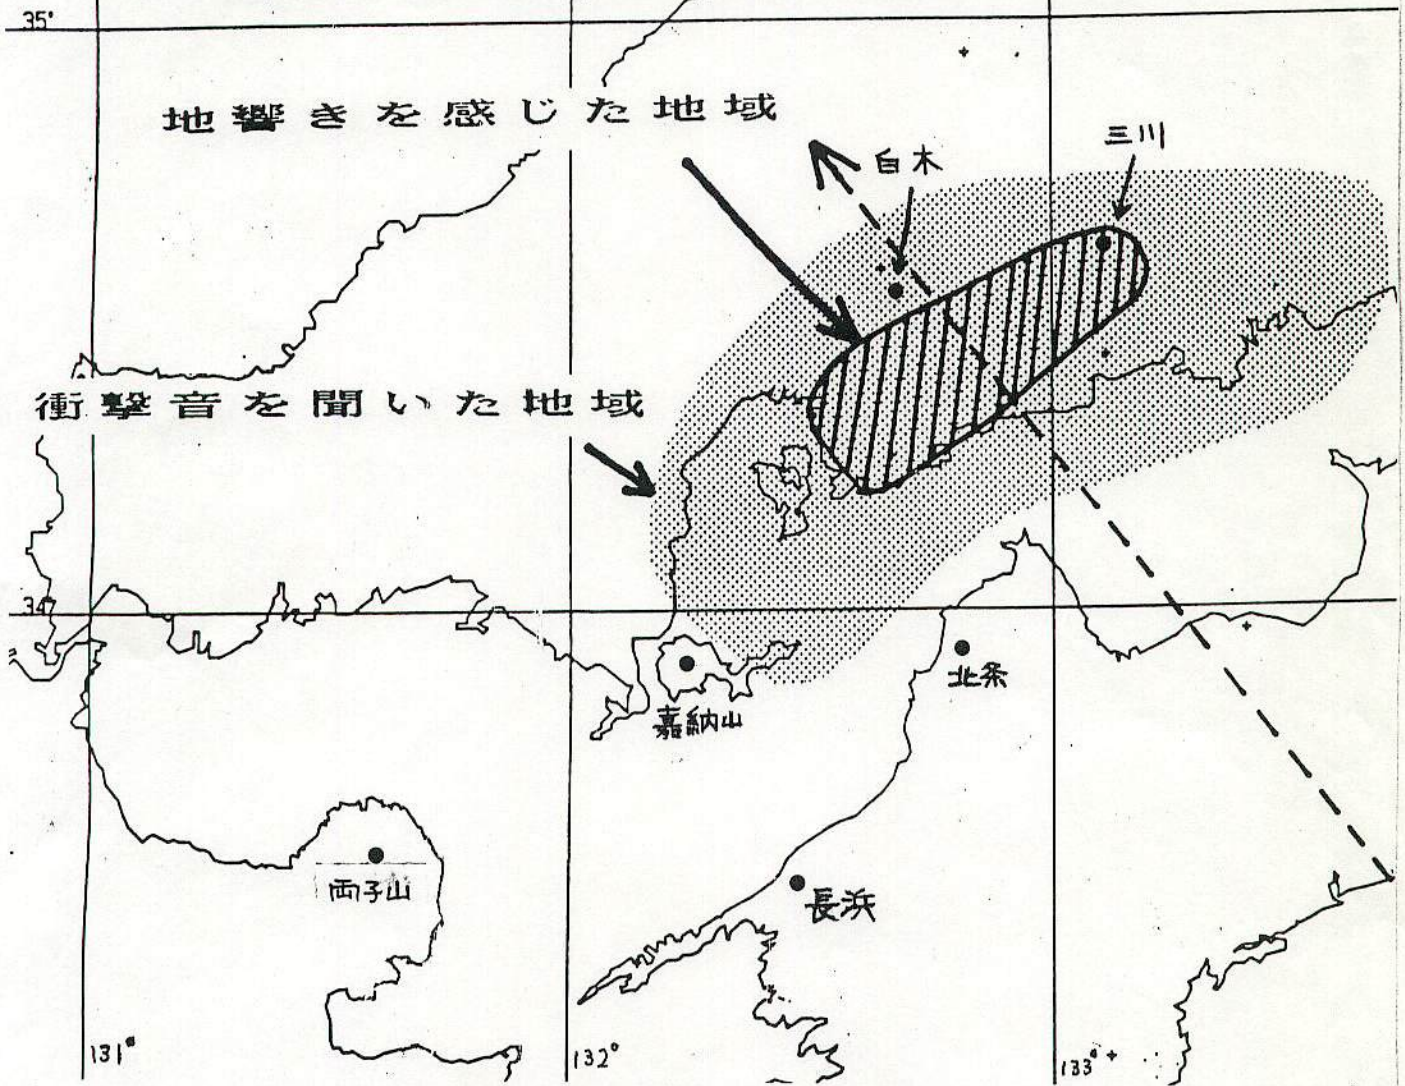 35°
地響きを感じた地域
三川
白木
衝撃音を聞いた地域
34
北条
嘉納山
両子山
長浜
131°
132°
133°